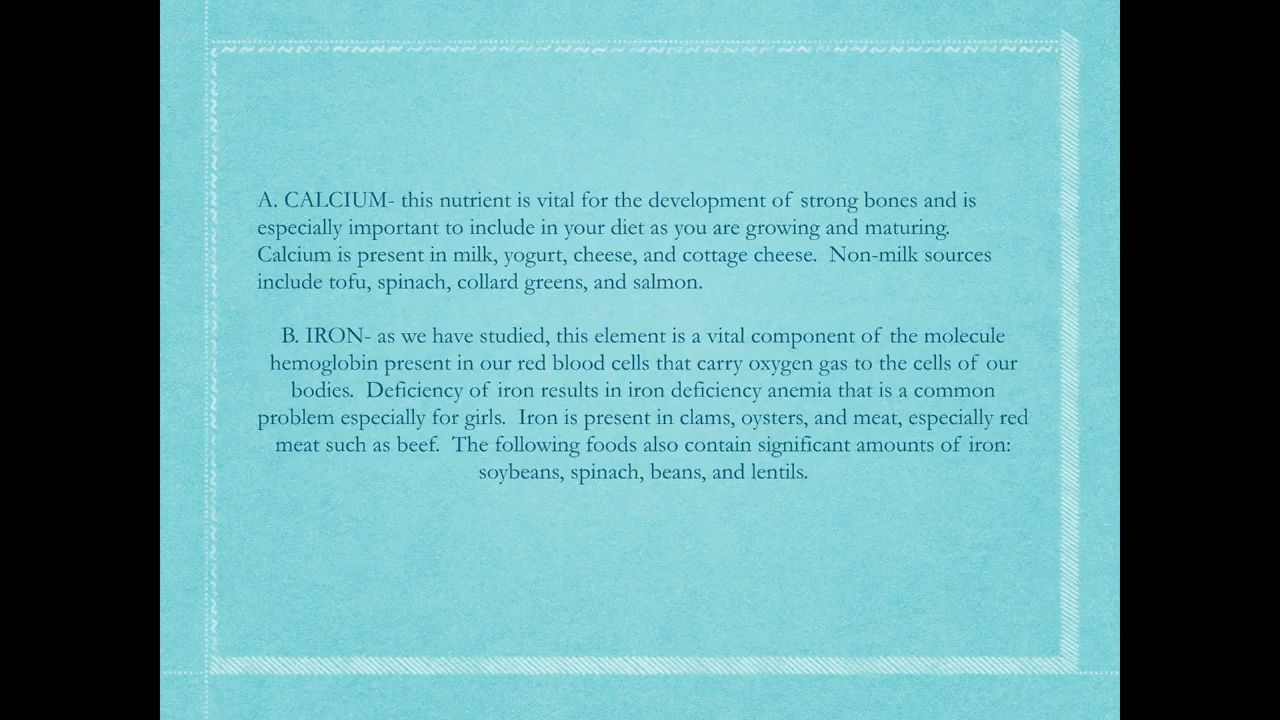 A. CALCIUM- this nutrient is vital for the development of strong bones and is
especially important to include in your diet as you are growing and maturing.
Calcium is present in milk, yogurt, cheese, and cottage cheese.  Non-milk sources
include tofu, spinach, collard greens, and salmon.
B. IRON- as we have studied, this element is a vital component of the molecule
hemoglobin present in our red blood cells that carry oxygen gas to the cells of our
bodies.  Deficiency of iron results in iron deficiency anemia that is a common
problem especially for girls.  Iron is present in clams, oysters, and meat, especially red
meat such as beef.  The following foods also contain significant amounts of iron:
soybeans, spinach, beans, and lentils.